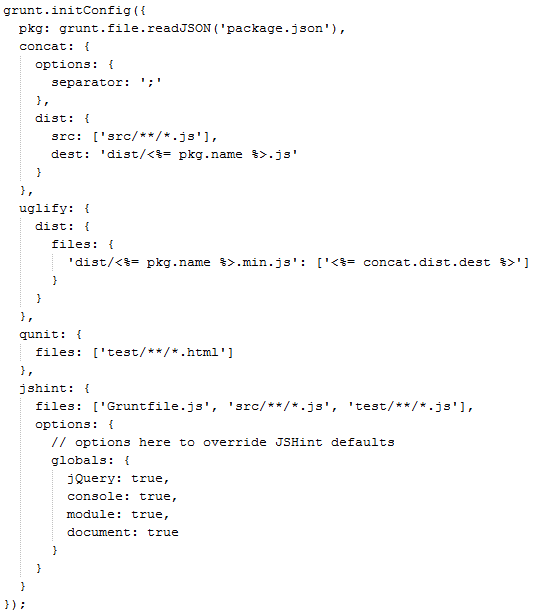 grunt.initConfig({
  pkg: grunt.file.readJSON('package.json'),
  concat: {
    options: {
      separator: ';'
    },
    dist: {
      src: ['src/**/*.js'],
      dest: 'dist/<%= pkg.name %>.js'
    }
  },
  uglify: {
    dist: {
      files: {
        'dist/<%= pkg.name %>.min.js': ['<%= concat.dist.dest %>']
      }
    }
  },
  qunit: {
    files: ['test/**/*.html']
  },
  jshint: {
    files: ['Gruntfile.js', 'src/**/*.js', 'test/**/*.js'],
    options: {
      // options here to override JSHint defaults
      globals: {
        jQuery: true,
        console: true,
        module: true,
        document: true
      }
    }
  }
});